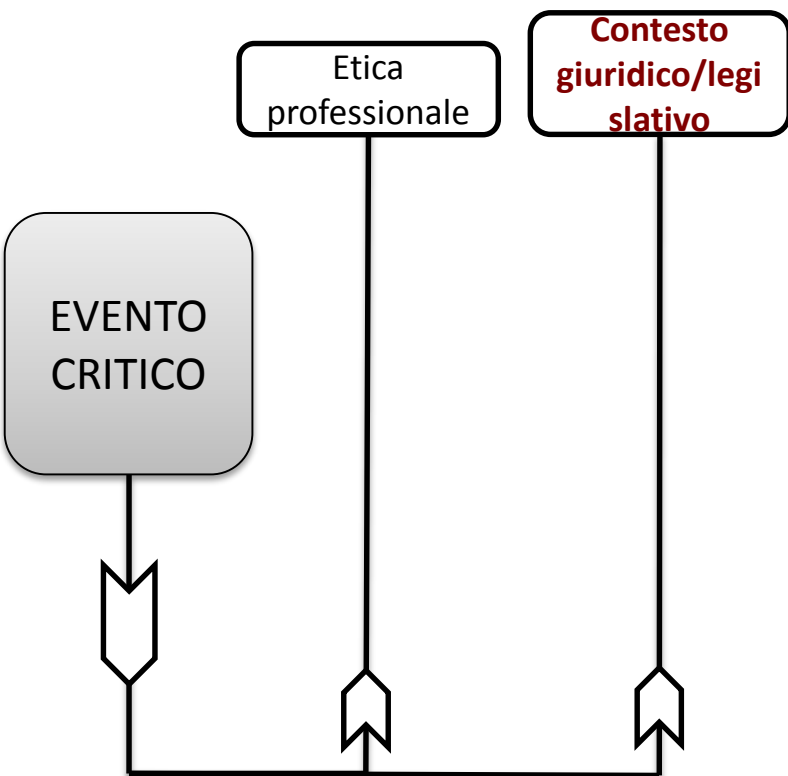 Etica
professionale
Contesto
giuridico/legi
slativo
EVENTO
CRITICO